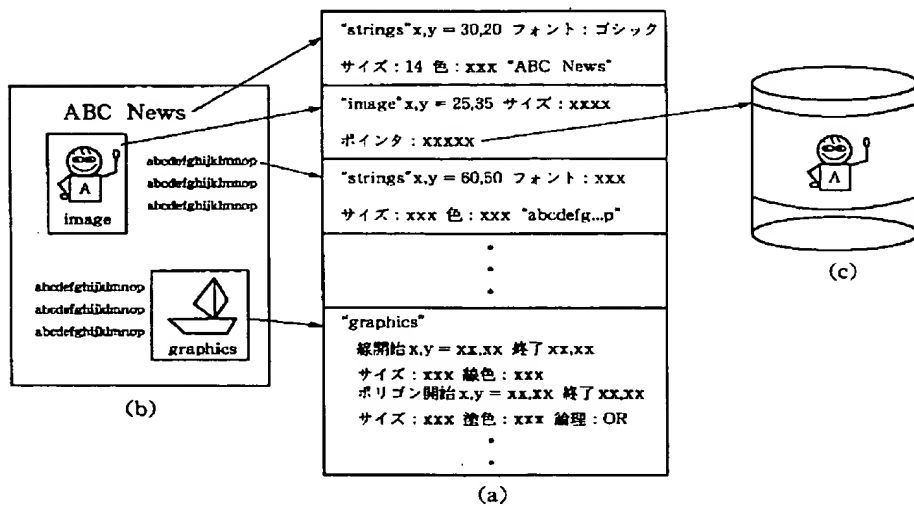 ABC News
A
image
abcdefghijklmnop
abcdefghijklmnop
abcdefghijklmnop
abcdefghijklmnop
abcdefghijklmnop
abcdefghijklmnop
graphics
(b)
"strings"x,y = 30,20 フォント:ゴシック
サイズ:14 色:xxx "ABC News"
"image"x,y = 25,35 サイズ:xxxx
ポインタ:xxxxx
"strings"x,y = 60,50 フォント:xxx
サイズ:xxx 色:xxx "abcdefg...p"
"graphics"
線開始x,y = xx,xx 終了xx,xx
サイズ:xxx 線色:xxx
ポリゴン開始x,y = xx,xx 終了xx,xx
サイズ:xxx 塗色:xxx 論理:OR
(a)
A
(c)